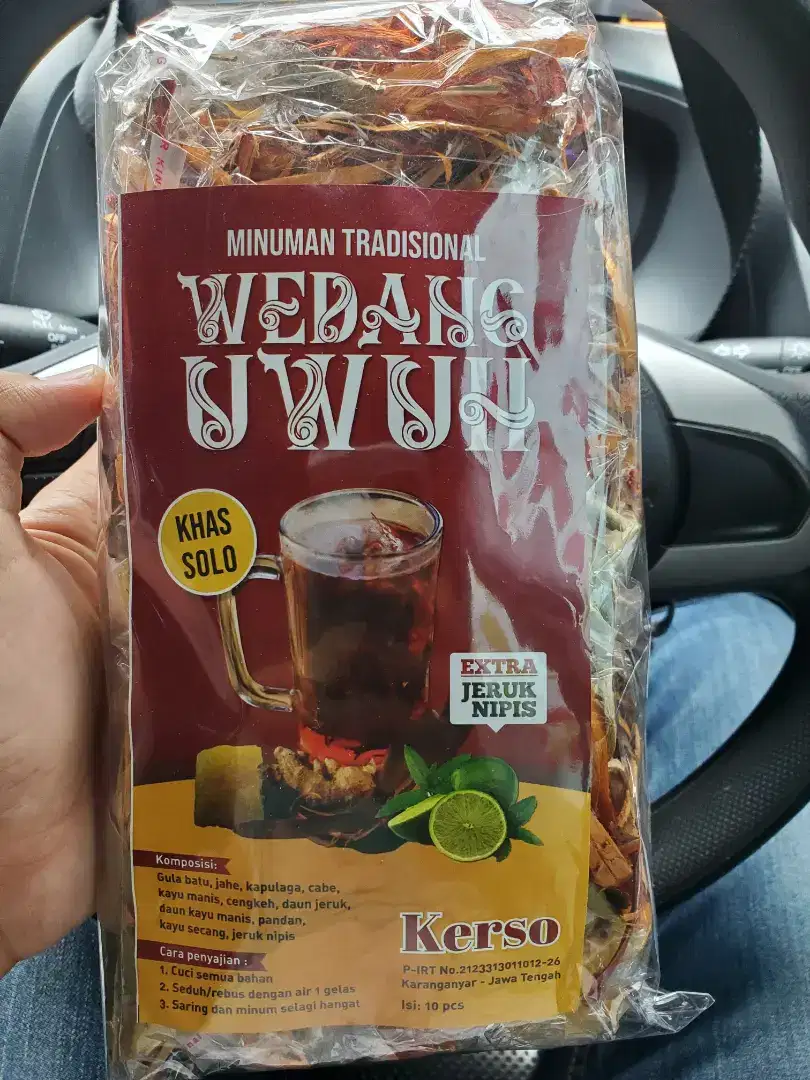 MINUMAN TRADISIONAL
WEDANG
UWUH
KHAS
SOLO
EXTRA
JERUK
NIPIS
Komposisi:
Gula batu, jahe, kapulaga, cabe,
kayu manis, cengkeh, daun jeruk,
daun kayu manis, pandan,
kayu secang, jeruk nipis
Cara penyajian :
1. Cuci semua bahan
2. Seduh/rebus dengan air 1 gelas
3. Saring dan minum selagi hangat
Kerso
P-IRT No.2123313011012-26
Karanganyar - Jawa Tengah
Isi: 10 pcs
OFF